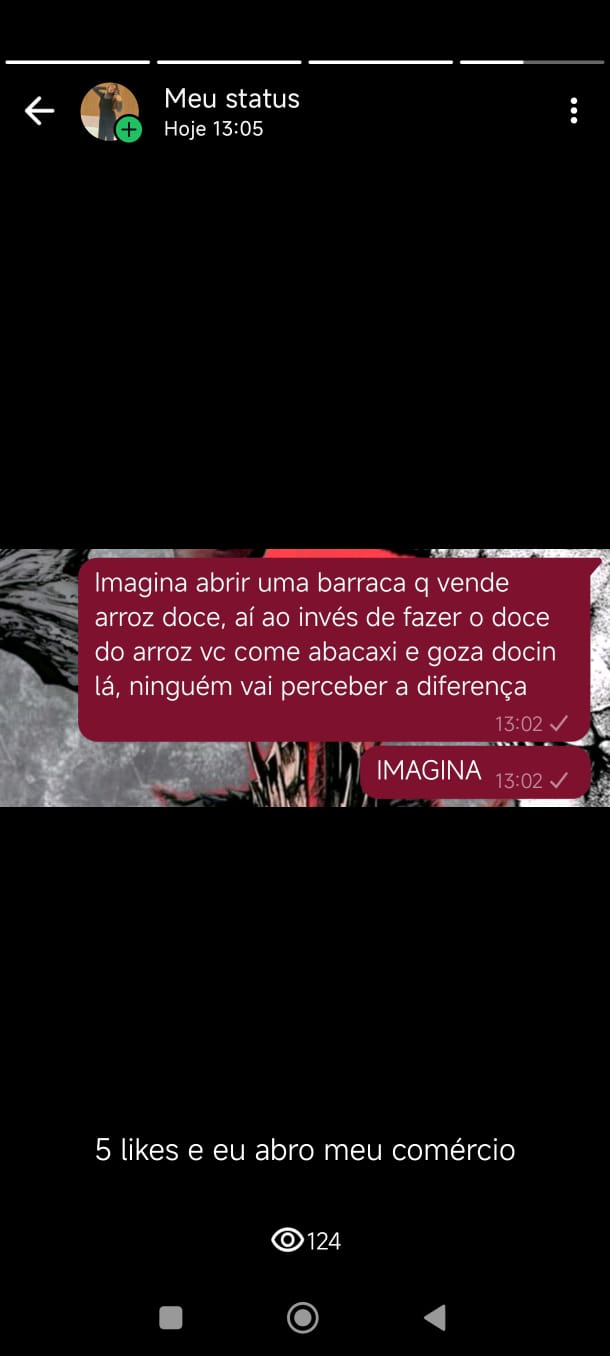 Meu status
Hoje 13:05
Imagina abrir uma barraca q vende
arroz doce, aí ao invés de fazer o doce
do arroz vc come abacaxi e goza docin
lá, ninguém vai perceber a diferença
13:02
IMAGINA 13:02
5 likes e eu abro meu comércio
124